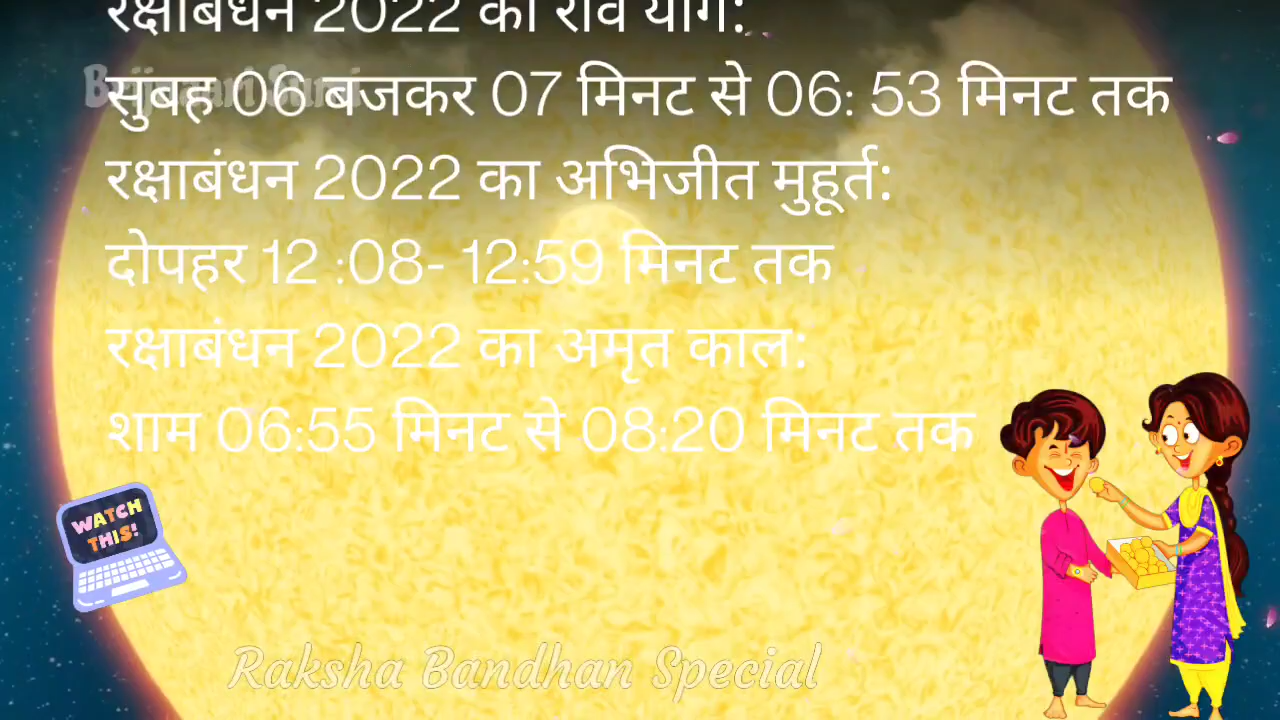 रक्षाबंधन 2022 का रवि योग:
सुबह 06 बजकर 07 मिनट से 06: 53 मिनट तक
रक्षाबंधन 2022 का अभिजीत मुहूर्त:
दोपहर 12 :08- 12:59 मिनट तक
रक्षाबंधन 2022 का अमृत काल:
शाम 06:55 मिनट से 08:20 मिनट तक
WATCH
THIS!
Raksha Bandhan Special